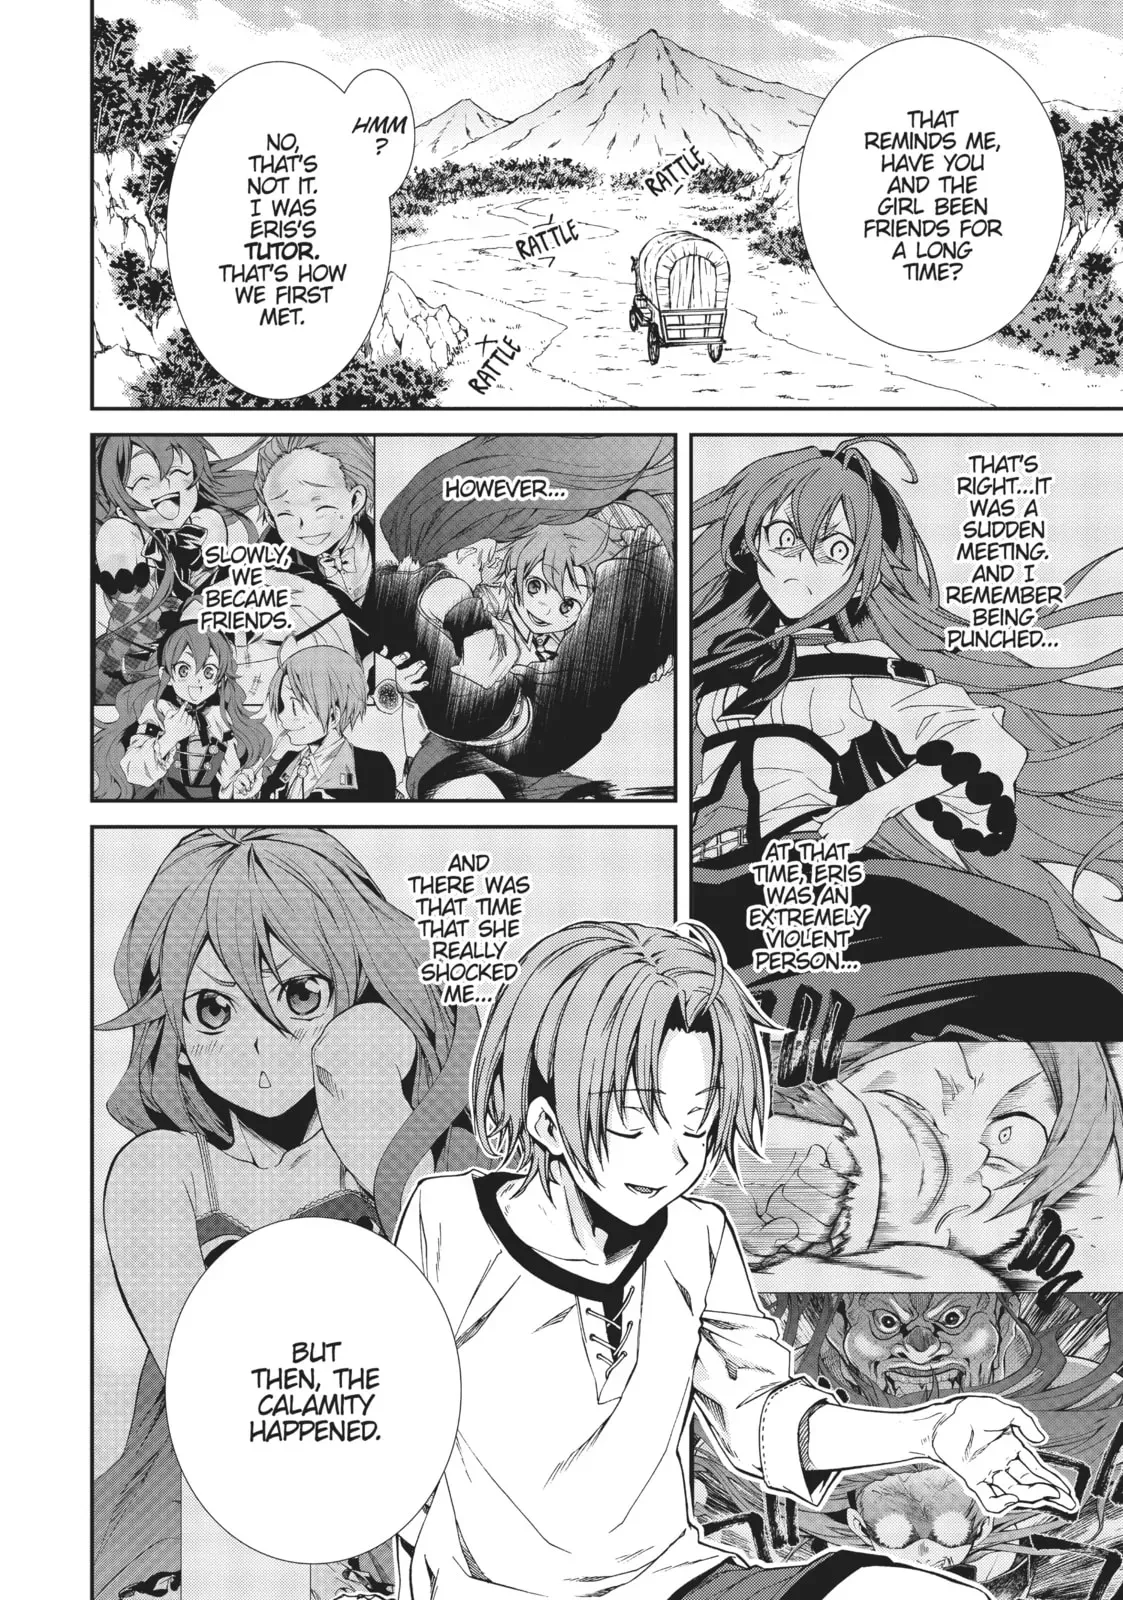 THAT
REMINDS ME,
HAVE YOU
AND THE
GIRL BEEN
FRIENDS FOR
A LONG
TIME?
HMM
?
NO,
THAT'S
NOT IT.
I WAS
ERIS'S
TUTOR.
THAT'S HOW
WE FIRST
MET.
RATTLE
RATTLE
RATTLE
THAT'S
RIGHT...IT
WAS A
SUDDEN
MEETING.
AND I
REMEMBER
BEING
PUNCHED...
AT THAT
TIME, ERIS
WAS AN
EXTREMELY
VIOLENT
PERSON...
HOWEVER...
SLOWLY,
WE
BECAME
FRIENDS.
AND
THERE WAS
THAT TIME
THAT SHE
REALLY
SHOCKED
ME...
BUT
THEN, THE
CALAMITY
HAPPENED.